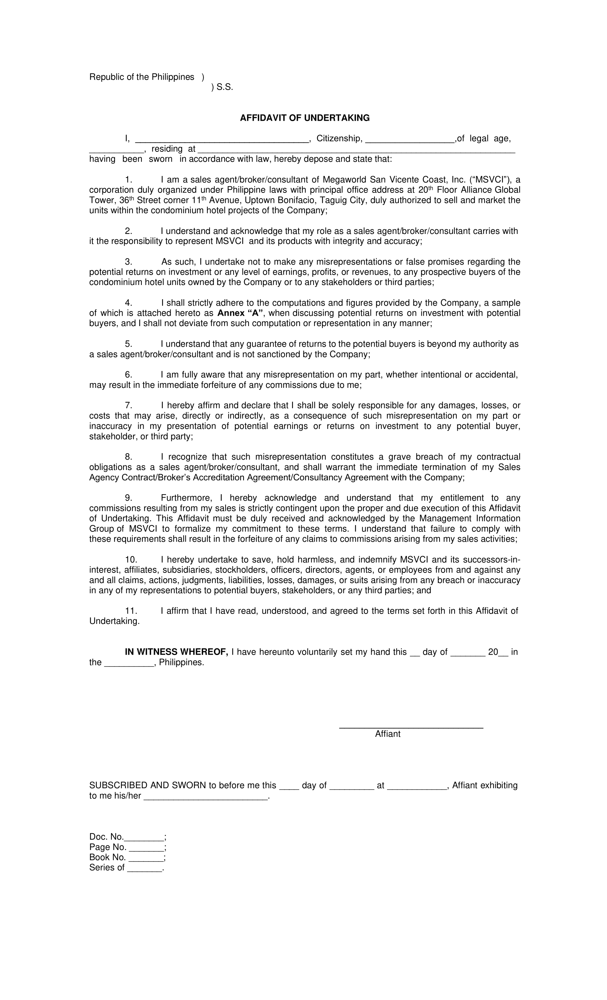 Republic of the Philippines )
) S.S.
AFFIDAVIT OF UNDERTAKING
I, ___________________________________, Citizenship, __________________,of legal age,
___________, residing at ________________________________________________________________
having been sworn in accordance with law, hereby depose and state that:
1. I am a sales agent/broker/consultant of Megaworld San Vicente Coast, Inc. (“MSVCI”), a
corporation duly organized under Philippine laws with principal office address at 20th Floor Alliance Global
Tower, 36th Street corner 11th Avenue, Uptown Bonifacio, Taguig City, duly authorized to sell and market the
units within the condominium hotel projects of the Company;
2. I understand and acknowledge that my role as a sales agent/broker/consultant carries with
it the responsibility to represent MSVCI and its products with integrity and accuracy;
3. As such, I undertake not to make any misrepresentations or false promises regarding the
potential returns on investment or any level of earnings, profits, or revenues, to any prospective buyers of the
condominium hotel units owned by the Company or to any stakeholders or third parties;
4. I shall strictly adhere to the computations and figures provided by the Company, a sample
of which is attached hereto as Annex “A”, when discussing potential returns on investment with potential
buyers, and I shall not deviate from such computation or representation in any manner;
5. I understand that any guarantee of returns to the potential buyers is beyond my authority as
a sales agent/broker/consultant and is not sanctioned by the Company;
6. I am fully aware that any misrepresentation on my part, whether intentional or accidental,
may result in the immediate forfeiture of any commissions due to me;
7. I hereby affirm and declare that I shall be solely responsible for any damages, losses, or
costs that may arise, directly or indirectly, as a consequence of such misrepresentation on my part or
inaccuracy in my presentation of potential earnings or returns on investment to any potential buyer,
stakeholder, or third party;
8. I recognize that such misrepresentation constitutes a grave breach of my contractual
obligations as a sales agent/broker/consultant, and shall warrant the immediate termination of my Sales
Agency Contract/Broker’s Accreditation Agreement/Consultancy Agreement with the Company;
9. Furthermore, I hereby acknowledge and understand that my entitlement to any
commissions resulting from my sales is strictly contingent upon the proper and due execution of this Affidavit
of Undertaking. This Affidavit must be duly received and acknowledged by the Management Information
Group of MSVCI to formalize my commitment to these terms. I understand that failure to comply with
these requirements shall result in the forfeiture of any claims to commissions arising from my sales activities;
10. I hereby undertake to save, hold harmless, and indemnify MSVCI and its successors-in-
interest, affiliates, subsidiaries, stockholders, officers, directors, agents, or employees from and against any
and all claims, actions, judgments, liabilities, losses, damages, or suits arising from any breach or inaccuracy
in any of my representations to potential buyers, stakeholders, or any third parties; and
11. I affirm that I have read, understood, and agreed to the terms set forth in this Affidavit of
Undertaking.
IN WITNESS WHEREOF, I have hereunto voluntarily set my hand this __ day of _______ 20__ in
the __________, Philippines.
_____________________________
Affiant
SUBSCRIBED AND SWORN to before me this ____ day of _________ at ____________, Affiant exhibiting
to me his/her _________________________.
Doc. No.________;
Page No. _______;
Book No. _______;
Series of _______.